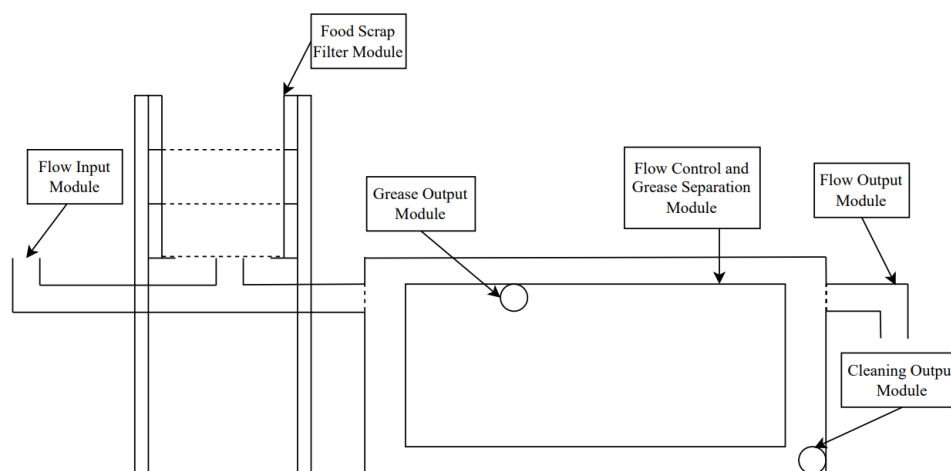 Food Scrap
Filter Module
Flow Input
Module
Grease Output
Module
Flow Control and
Grease Separation
Module
Flow Output
Module
Cleaning Output
Module